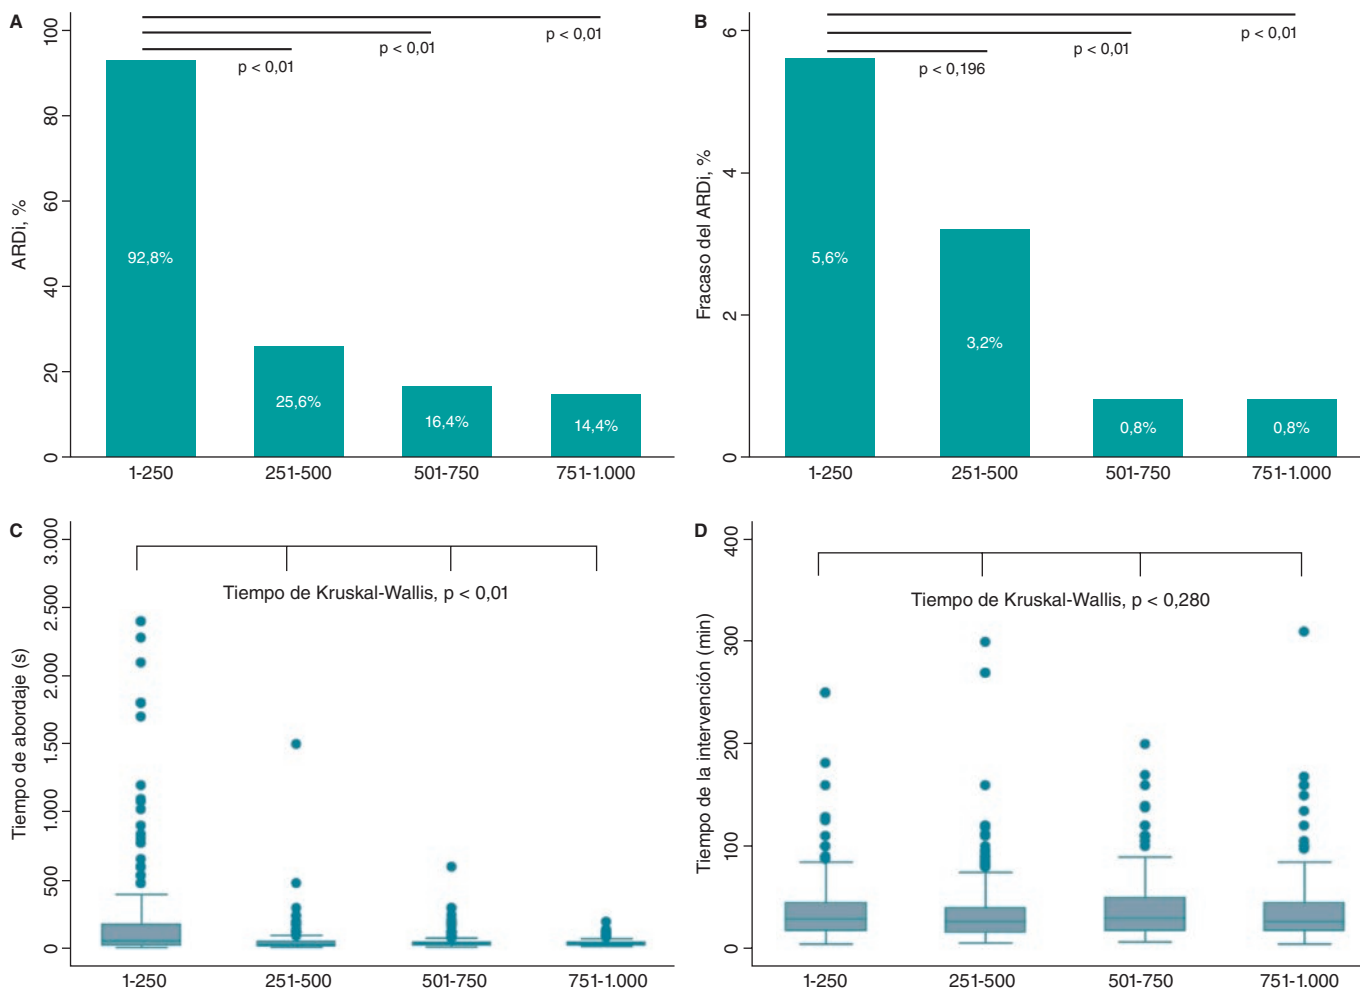 A
ARDi, %
100
80
60
40
20
0
p < 0,01
p < 0,01
p < 0,01
92,8%
25,6%
16,4%
14,4%
1-250
251-500
501-750
751-1.000
B
Fracaso del ARDi, %
6
4
2
0
p < 0,01
p < 0,01
p < 0,196
5,6%
3,2%
0,8%
0,8%
1-250
251-500
501-750
751-1.000
C
Tiempo de abordaje (s)
3.000
2.500
2.000
1.500
1.000
500
0
Tiempo de Kruskal-Wallis, p < 0,01
1-250
251-500
501-750
751-1.000
D
Tiempo de la intervención (min)
400
300
200
100
0
Tiempo de Kruskal-Wallis, p < 0,280
1-250
251-500
501-750
751-1.000